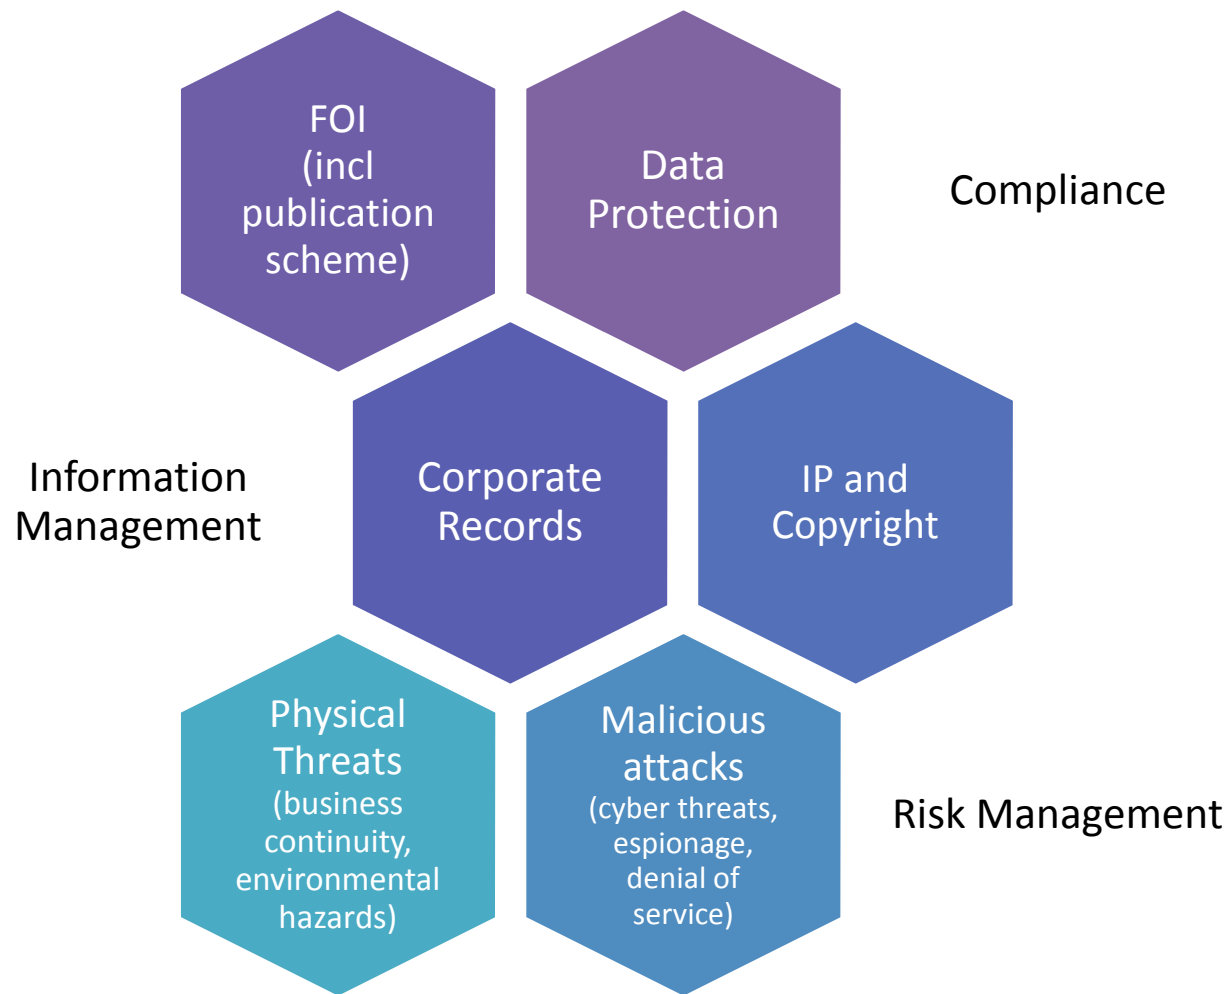 FOI
(incl
publication
scheme)
Data
Protection
Compliance
Information
Management
Corporate
Records
IP and
Copyright
Physical
Threats
(business
continuity,
environmental
hazards)
Malicious
attacks
(cyber threats,
espionage,
denial of
service)
Risk Management